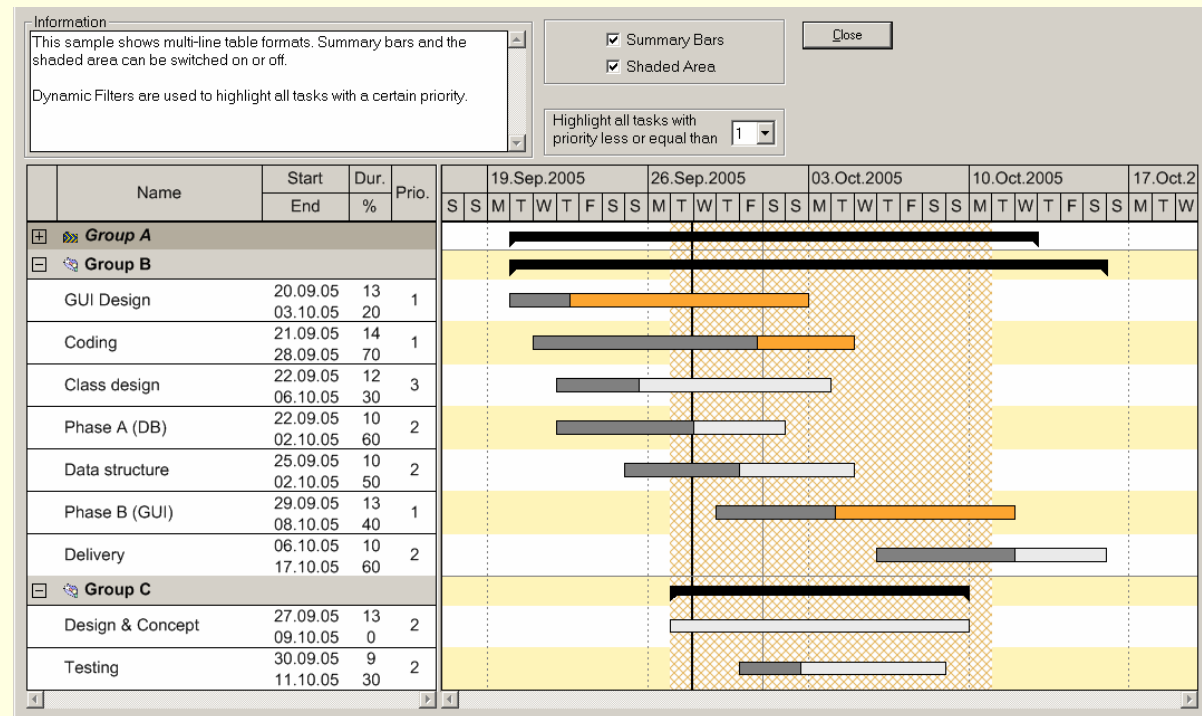 Information
This sample shows multi-line table formats. Summary bars and the
shaded area can be switched on or off.
Dynamic Filters are used to highlight all tasks with a certain priority.
Summary Bars
Shaded Area
Close
Highlight all tasks with
priority less or equal than
1
Name
Start
End
Dur.
%
Prio.
19.Sep.2005 26.Sep.2005 03.Oct.2005 10.Oct.2005 17.Oct.2
S S M T W T F S S M T W T F S S M T W T F S S M T W T F S S M T W
Group A
Group B
GUI Design 20.09.05 13 1
03.10.05 20
Coding 21.09.05 14 1
28.09.05 70
Class design 22.09.05 12 3
06.10.05 30
Phase A (DB) 22.09.05 10 2
02.10.05 60
Data structure 25.09.05 10 2
02.10.05 50
Phase B (GUI) 29.09.05 13 1
08.10.05 40
Delivery 06.10.05 10 2
17.10.05 60
Group C
Design & Concept 27.09.05 13 2
09.10.05 0
Testing 30.09.05 9 2
11.10.05 30